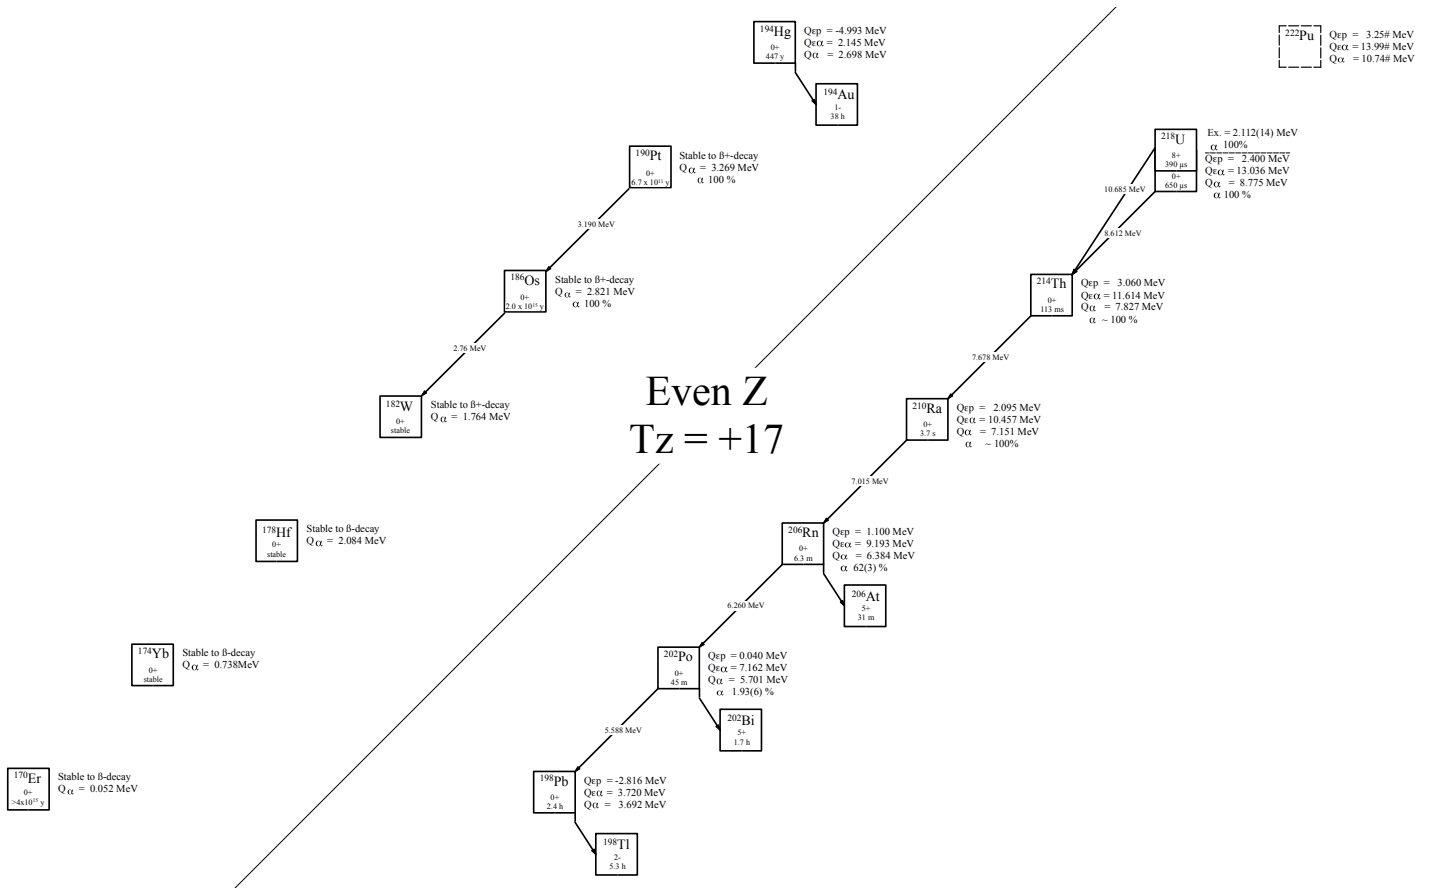 194Hg
0+
447 y
Qεp = -4.993 MeV
Qεα = 2.145 MeV
Qα = 2.698 MeV
194Au
1-
38 h
222Pu
Qεp = 3.25# MeV
Qεα = 13.99# MeV
Qα = 10.74# MeV
218U
8+
390 µs
0+
650 µs
Ex. = 2.112(14) MeV
α 100%
Qεp = 2.400 MeV
Qεα = 13.036 MeV
Qα = 8.775 MeV
α 100 %
10.685 MeV
8.612 MeV
190Pt
0+
6.7 x 10¹¹ y
Stable to ß+-decay
Qα = 3.269 MeV
α 100 %
3.190 MeV
186Os
0+
2.0 x 10¹⁵ y
Stable to ß+-decay
Qα = 2.821 MeV
α 100 %
2.76 MeV
182W
0+
stable
Stable to ß+-decay
Qα = 1.764 MeV
214Th
0+
113 ms
Qεp = 3.060 MeV
Qεα = 11.614 MeV
Qα = 7.827 MeV
α ~ 100 %
7.678 MeV
Even Z
Tz = +17
210Ra
0+
3.7 s
Qεp = 2.095 MeV
Qεα = 10.457 MeV
Qα = 7.151 MeV
α ~ 100%
7.015 MeV
178Hf
0+
stable
Stable to ß-decay
Qα = 2.084 MeV
206Rn
0+
6.3 m
Qεp = 1.100 MeV
Qεα = 9.193 MeV
Qα = 6.384 MeV
α 62(3) %
206At
5+
31 m
6.260 MeV
174Yb
0+
stable
Stable to ß-decay
Qα = 0.738MeV
202Po
0+
45 m
Qεp = 0.040 MeV
Qεα = 7.162 MeV
Qα = 5.701 MeV
α 1.93(6) %
202Bi
5+
1.7 h
5.588 MeV
170Er
0+
>4x10¹⁵ y
Stable to ß-decay
Qα = 0.052 MeV
198Pb
0+
2.4 h
Qεp = -2.816 MeV
Qεα = 3.720 MeV
Qα = 3.692 MeV
198Tl
2-
5.3 h